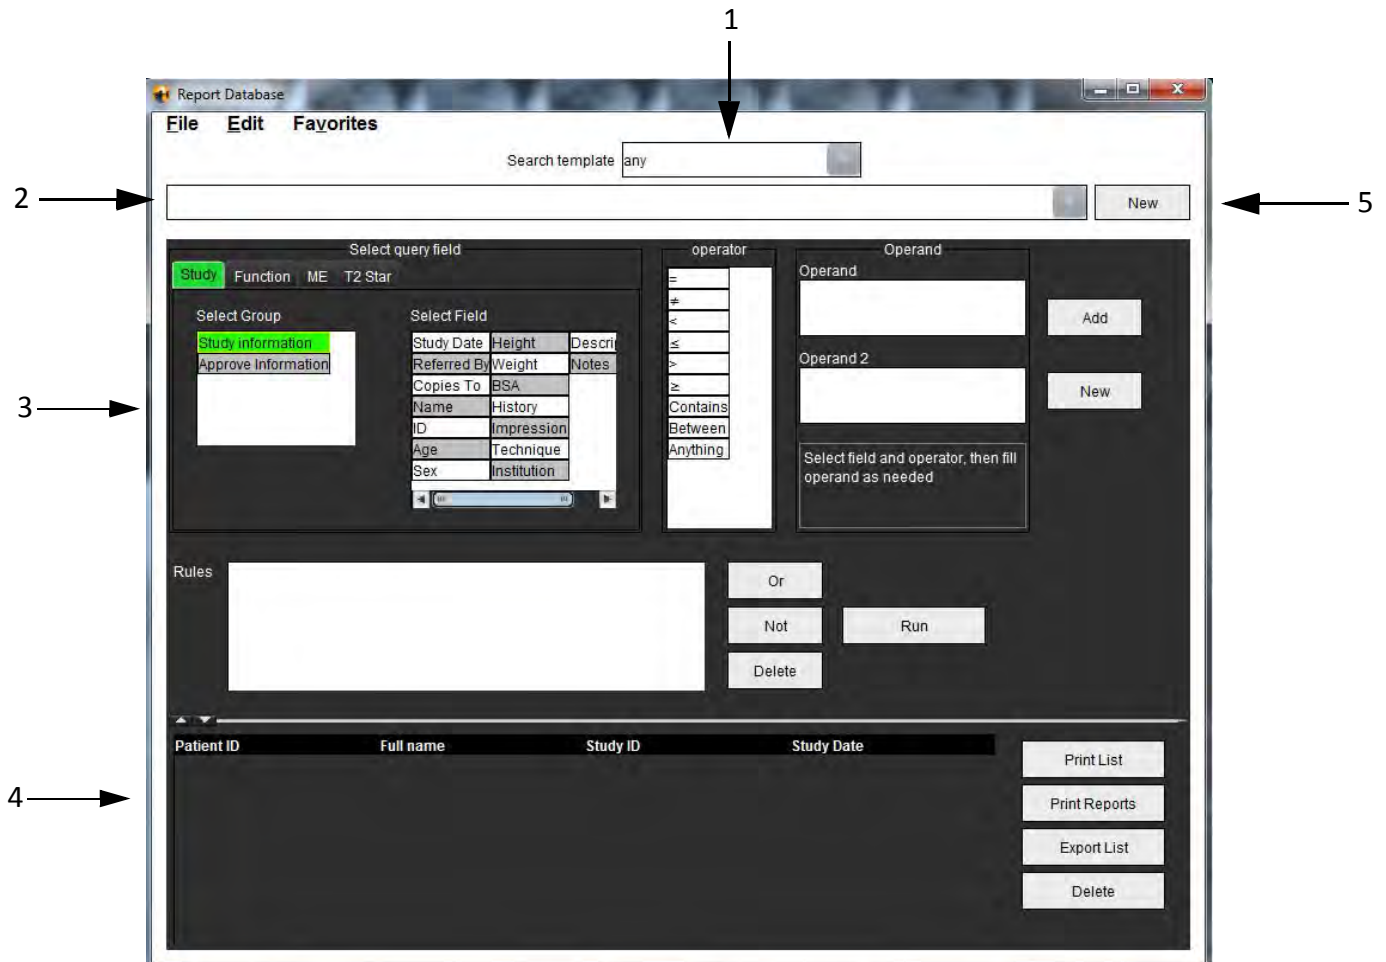 1
Report Database
File Edit Favorites
Search template any
2
New
5
Select query field
operator
Operand
Study Function ME T2 Star
Operand
Select Group
Select Field
Study information
Approve Information
Study Date Height Descri
Referred By Weight Notes
Copies To BSA
Name History
ID Impression
Age Technique
Sex Institution
=
≠
<
≤
>
≥
Contains
Between
Anything
Operand 2
Select field and operator, then fill
operand as needed
Add
New
3
Rules
Or
Not
Delete
Run
Patient ID Full name Study ID Study Date
4
Print List
Print Reports
Export List
Delete